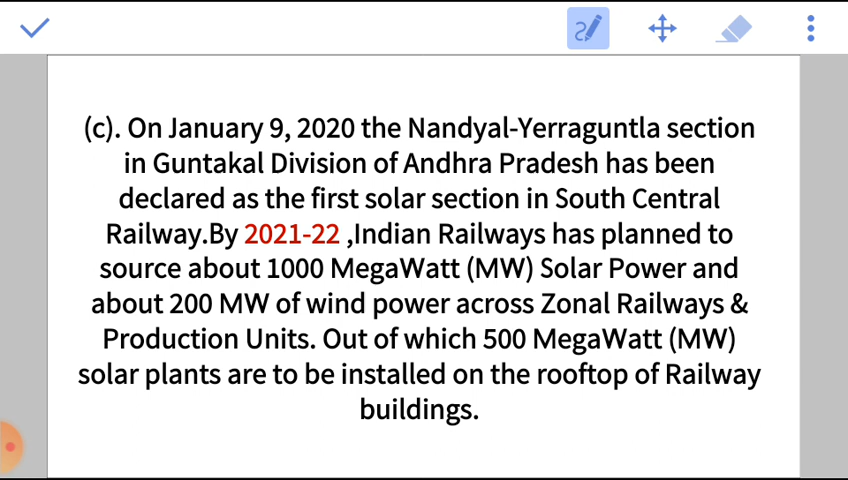 (c). On January 9, 2020 the Nandyal-Yerraguntla section
in Guntakal Division of Andhra Pradesh has been
declared as the first solar section in South Central
Railway.By 2021-22 ,Indian Railways has planned to
source about 1000 MegaWatt (MW) Solar Power and
about 200 MW of wind power across Zonal Railways &
Production Units. Out of which 500 MegaWatt (MW)
solar plants are to be installed on the rooftop of Railway
buildings.